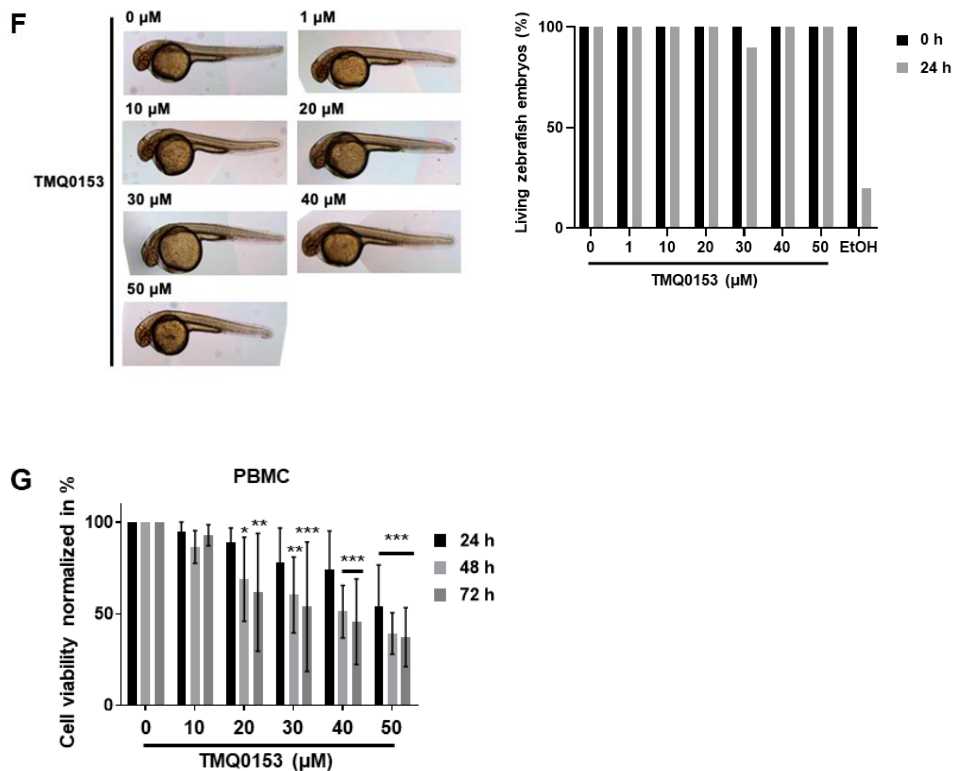 F
0 µM
1 µM
10 µM
20 µM
TMQ0153
30 µM
40 µM
50 µM
Living zebrafish embryos (%)
100
50
0
0 1 10 20 30 40 50 EtOH
TMQ0153 (µM)
0 h
24 h
G
PBMC
Cell viability normalized in %
100
50
0
* ** ** *** *** ***
0 10 20 30 40 50
TMQ0153 (µM)
24 h
48 h
72 h